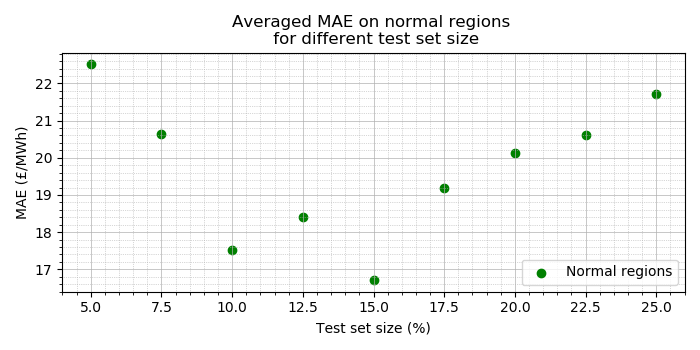 Averaged MAE on normal regions
for different test set size
MAE (£/MWh)
22
21
20
19
18
17
5.0 7.5 10.0 12.5 15.0 17.5 20.0 22.5 25.0
Test set size (%)
Normal regions